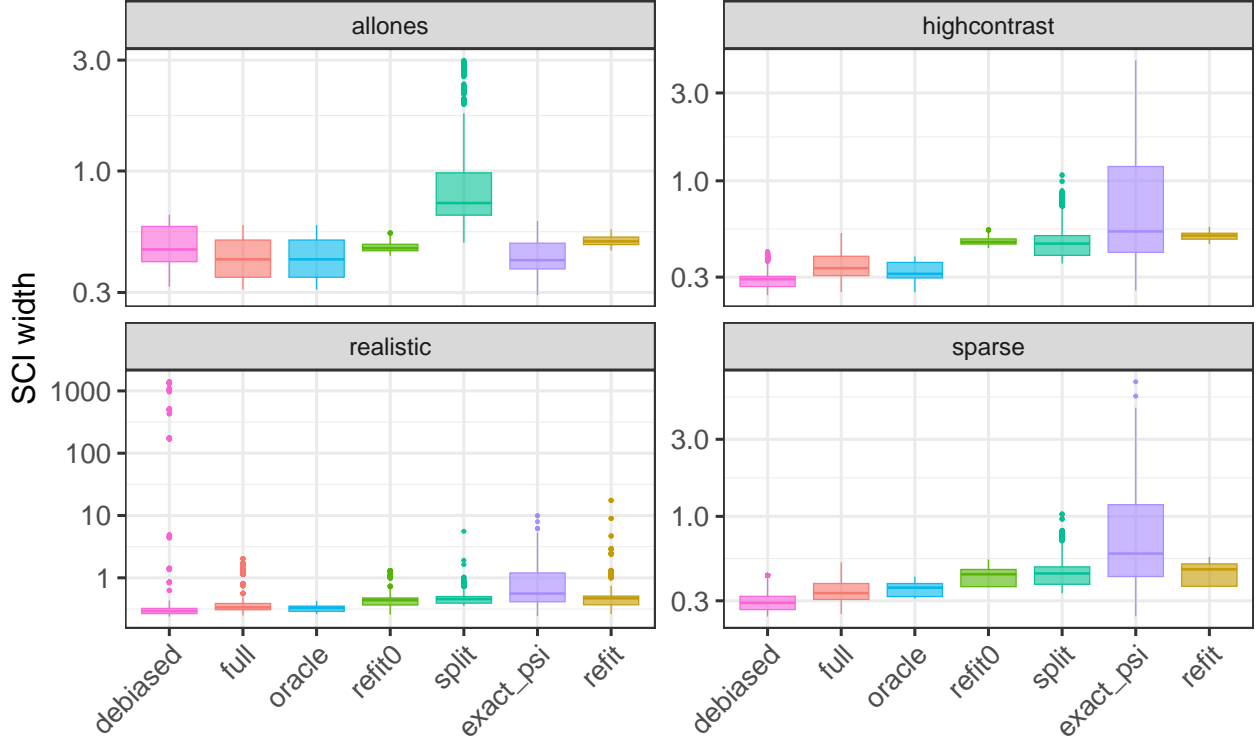 allones
highcontrast
3.0
1.0
0.3
3.0
1.0
0.3
SCI width
realistic
sparse
1000
100
10
1
3.0
1.0
0.3
debiased
full
oracle
refit0
split
exact_psi
refit
debiased
full
oracle
refit0
split
exact_psi
refit